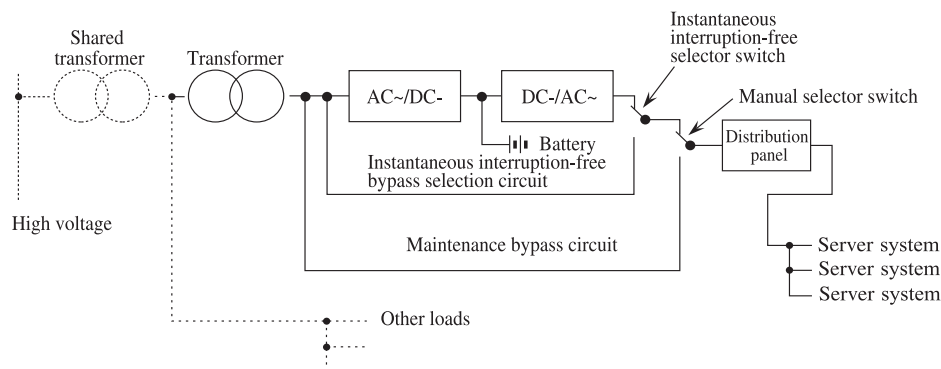 Shared
transformer
Transformer
Instantaneous
interruption-free
selector switch
AC~/DC-
DC-/AC~
Manual selector switch
Battery
Distribution
panel
Instantaneous interruption-free
bypass selection circuit
High voltage
Maintenance bypass circuit
Server system
Server system
Server system
Other loads